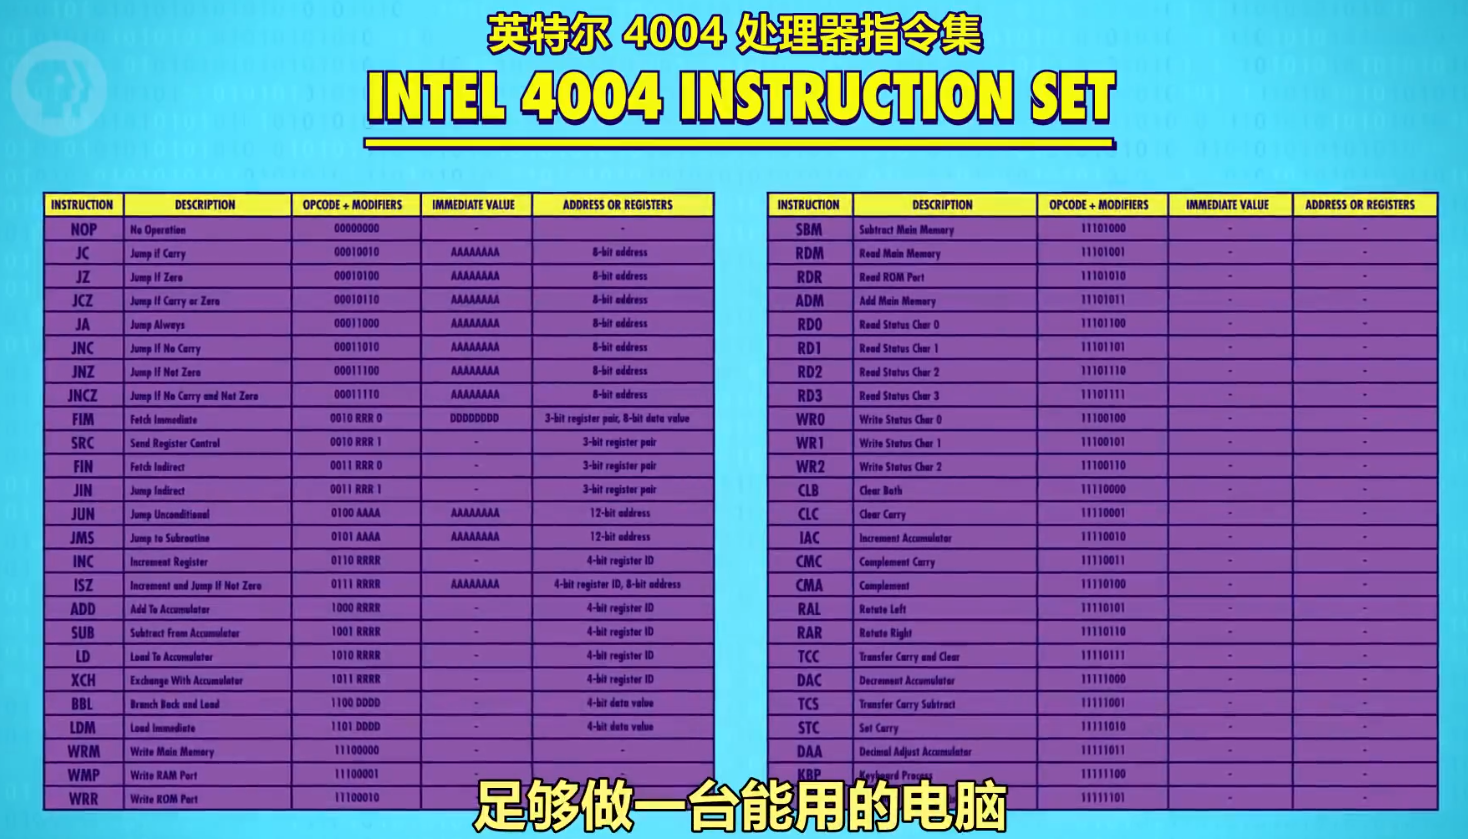 英特尔 4004 处理器指令集
INTEL 4004 INSTRUCTION SET
INSTRUCTION DESCRIPTION OPCODE + MODIFIERS IMMEDIATE VALUE ADDRESS OR REGISTERS
NOP No Operation 00000000 - -
JC Jump if Carry 00010010 AAAAAAAA 8-bit address
JZ Jump If Zero 00010100 AAAAAAAA 8-bit address
JCZ Jump If Carry or Zero 00010110 AAAAAAAA 8-bit address
JA Jump Always 00011000 AAAAAAAA 8-bit address
JNC Jump If No Carry 00011010 AAAAAAAA 8-bit address
JNZ Jump If Not Zero 00011100 AAAAAAAA 8-bit address
JNCZ Jump If No Carry and Not Zero 00011110 AAAAAAAA 8-bit address
FIM Fetch Immediate 0010 RRR 0 DDDDDDDD 3-bit register pair, 8-bit data value
SRC Send Register Control 0010 RRR 1 - 3-bit register pair
FIN Fetch Indirect 0011 RRR 0 - 3-bit register pair
JIN Jump Indirect 0011 RRR 1 - 3-bit register pair
JUN Jump Unconditional 0100 AAAA AAAAAAAA 12-bit address
JMS Jump to Subroutine 0101 AAAA AAAAAAAA 12-bit address
INC Increment Register 0110 RRRR - 4-bit register ID
ISZ Increment and Jump If Not Zero 0111 RRRR AAAAAAAA 4-bit register ID, 8-bit address
ADD Add To Accumulator 1000 RRRR - 4-bit register ID
SUB Subtract From Accumulator 1001 RRRR - 4-bit register ID
LD Load To Accumulator 1010 RRRR - 4-bit register ID
XCH Exchange With Accumulator 1011 RRRR - 4-bit register ID
BBL Branch Back and Load 1100 DDDD - 4-bit data value
LDM Load Immediate 1101 DDDD - 4-bit data value
WRM Write Main Memory 11100000 - -
WMP Write RAM Port 11100001 - -
WRR Write ROM Port 11100010
INSTRUCTION DESCRIPTION OPCODE + MODIFIERS IMMEDIATE VALUE ADDRESS OR REGISTERS
SBM Subtract Main Memory 11101000 - -
RDM Read Main Memory 11101001 - -
RDR Read ROM Port 11101010 - -
ADM Add Main Memory 11101011 - -
RD0 Read Status Char 0 11101100 - -
RD1 Read Status Char 1 11101101 - -
RD2 Read Status Char 2 11101110 - -
RD3 Read Status Char 3 11101111 - -
WR0 Write Status Char 0 11100100 - -
WR1 Write Status Char 1 11100101 - -
WR2 Write Status Char 2 11100110 - -
CLB Clear Both 11110000 - -
CLC Clear Carry 11110001 - -
IAC Increment Accumulator 11110010 - -
CMC Complement Carry 11110011 - -
CMA Complement 11110100 - -
RAL Rotate Left 11110101 - -
RAR Rotate Right 11110110 - -
TCC Transfer Carry and Clear 11110111 - -
DAC Decrement Accumulator 11111000 - -
TCS Transfer Carry Subtract 11111001 - -
STC Set Carry 11111010 - -
DAA Decimal Adjust Accumulator 11111011 - -
KBP Keyboard Process 11111100 - -
11111101 - -
足够做一台能用的电脑